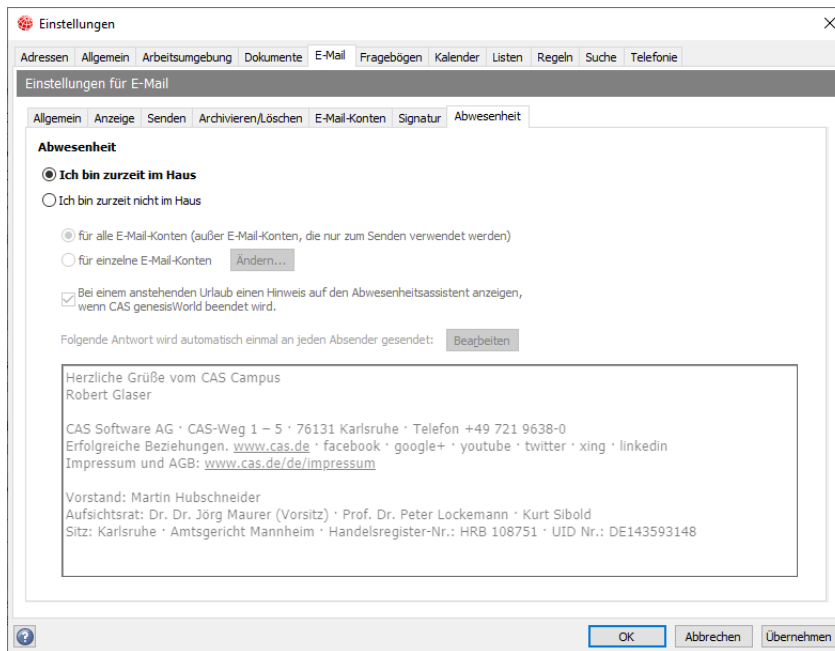 Einstellungen
Adressen Allgemein Arbeitsumgebung Dokumente E-Mail Fragebögen Kalender Listen Regeln Suche Telefonie
Einstellungen für E-Mail
Allgemein Anzeige Senden Archivieren/Löschen E-Mail-Konten Signatur Abwesenheit
Abwesenheit
Ich bin zurzeit im Haus
Ich bin zurzeit nicht im Haus
für alle E-Mail-Konten (außer E-Mail-Konten, die nur zum Senden verwendet werden)
für einzelne E-Mail-Konten Ändern...
Bei einem anstehenden Urlaub einen Hinweis auf den Abwesenheitsassistent anzeigen,
wenn CAS genesisWorld beendet wird.
Folgende Antwort wird automatisch einmal an jeden Absender gesendet: Bearbeiten
Herzliche Grüße vom CAS Campus
Robert Glaser
CAS Software AG · CAS-Weg 1 – 5 · 76131 Karlsruhe · Telefon +49 721 9638-0
Erfolgreiche Beziehungen. www.cas.de · facebook · google+ · youtube · twitter · xing · linkedin
Impressum und AGB: www.cas.de/de/impressum
Vorstand: Martin Hubschneider
Aufsichtsrat: Dr. Dr. Jörg Maurer (Vorsitz) · Prof. Dr. Peter Lockemann · Kurt Sibold
Sitz: Karlsruhe · Amtsgericht Mannheim · Handelsregister-Nr.: HRB 108751 · UID Nr.: DE143593148
? OK Abbrechen Übernehmen